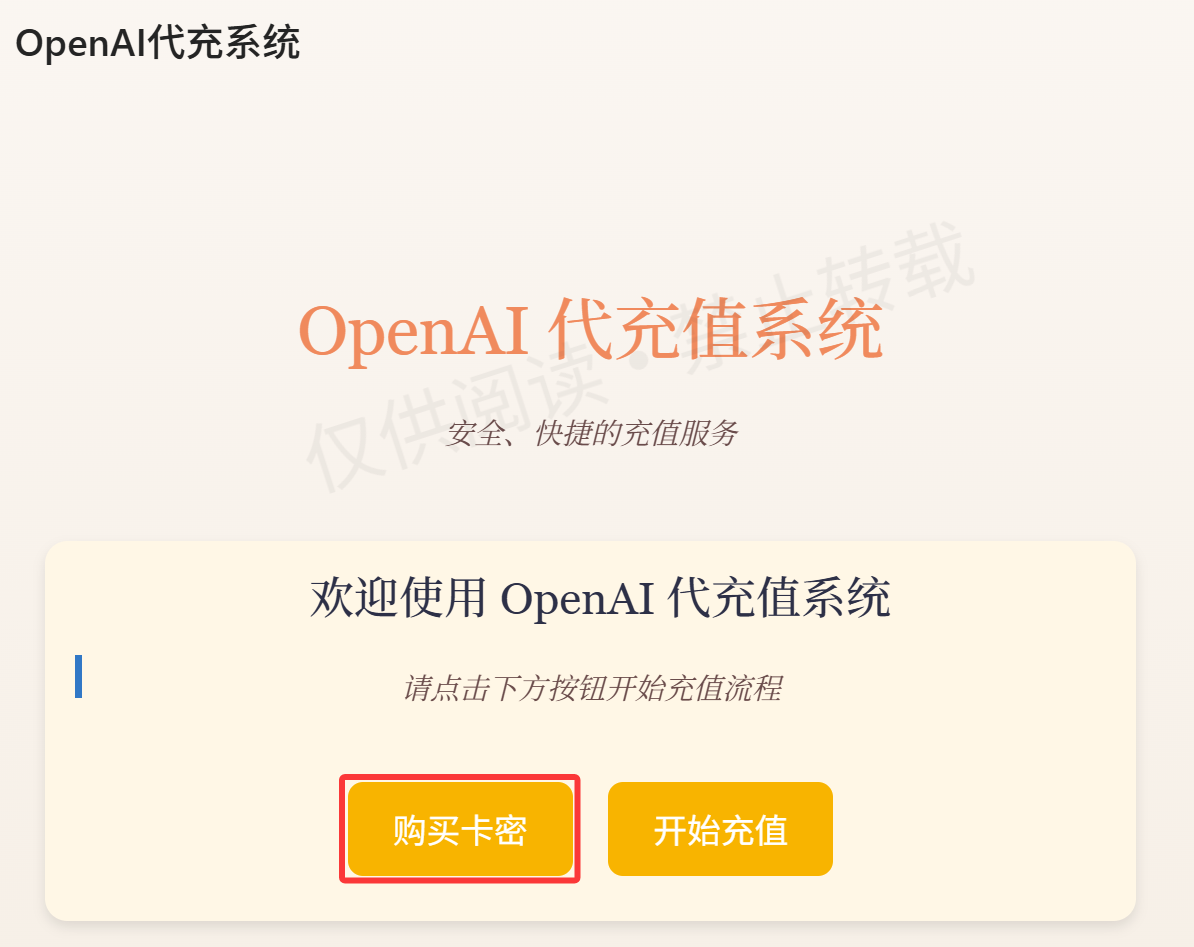 OpenAI代充系统
OpenAI 代充值系统
仅供阅读·禁止转载
安全、快捷的充值服务
欢迎使用 OpenAI 代充值系统
请点击下方按钮开始充值流程
购买卡密
开始充值